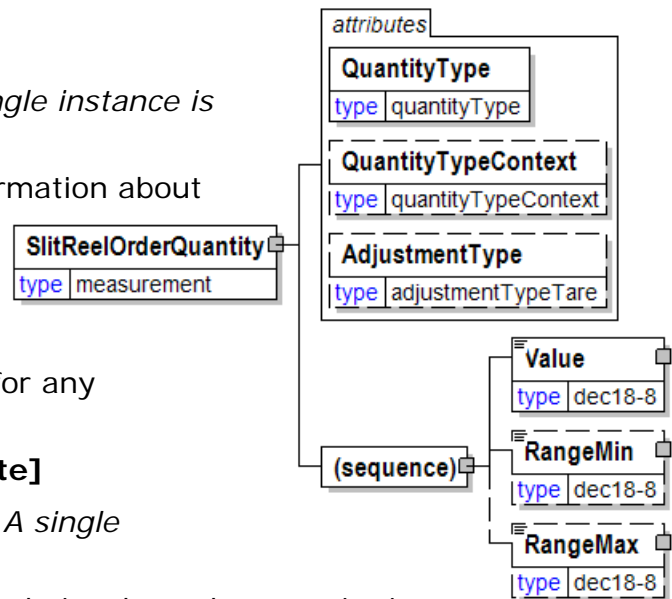 attributes
QuantityType
type quantityType
ngle instance is
QuantityTypeContext
type quantityTypeContext
rmation about
SlitReelOrderQuantity
type measurement
AdjustmentType
type adjustmentTypeTare
for any
Value
type dec18-8
te]
(sequence)
RangeMin
type dec18-8
A single
RangeMax
type dec18-8